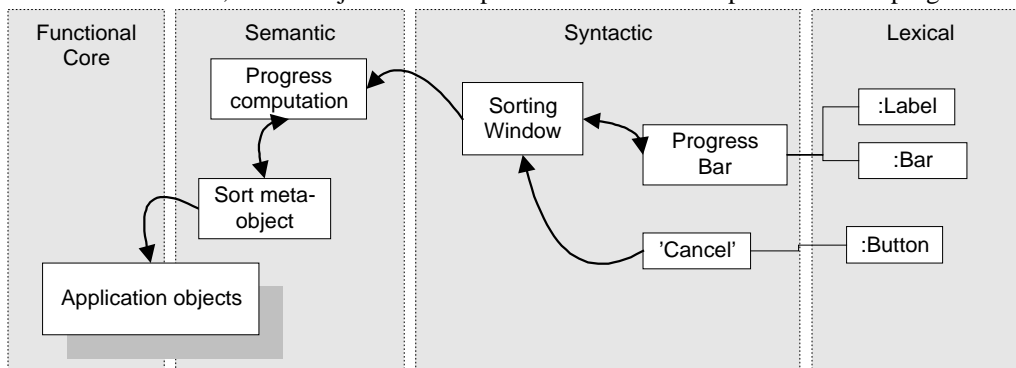 Functional
Core
Semantic
Syntactic
Lexical
Progress
computation
Sorting
Window
Progress
Bar
:Label
:Bar
Sort meta-
object
'Cancel'
:Button
Application objects